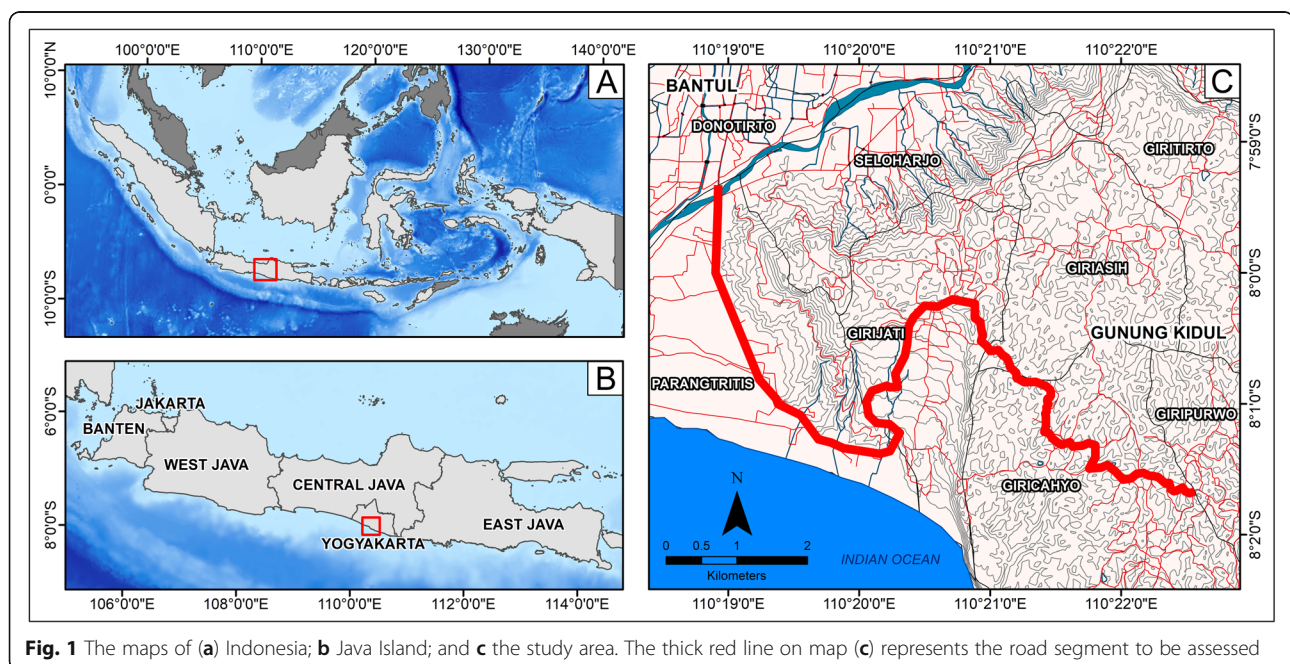 100°0'0"E 110°0'0"E 120°0'0"E 130°0'0"E 140°0'0"E
10°0'0"N
0°0'0"
10°0'0"S
A
B
6°0'0"S
8°0'0"S
JAKARTA
BANTEN
WEST JAVA
CENTRAL JAVA
YOGYAKARTA
EAST JAVA
106°0'0"E 108°0'0"E 110°0'0"E 112°0'0"E 114°0'0"E
110°19'0"E 110°20'0"E 110°21'0"E 110°22'0"E
C
BANTUL
DONOTIRTO
SELOHARJO
GIRITIRTO
7°59'0"S
GIRIASIH
8°0'0"S
GIRIJATI
GUNUNG KIDUL
PARANGTRITIS
GIRIPURWO
8°1'0"S
GIRICAHYO
8°2'0"S
N
0 0.5 1 2
Kilometers
INDIAN OCEAN
110°19'0"E 110°20'0"E 110°21'0"E 110°22'0"E
Fig. 1 The maps of (a) Indonesia; b Java Island; and c the study area. The thick red line on map (c) represents the road segment to be assessed